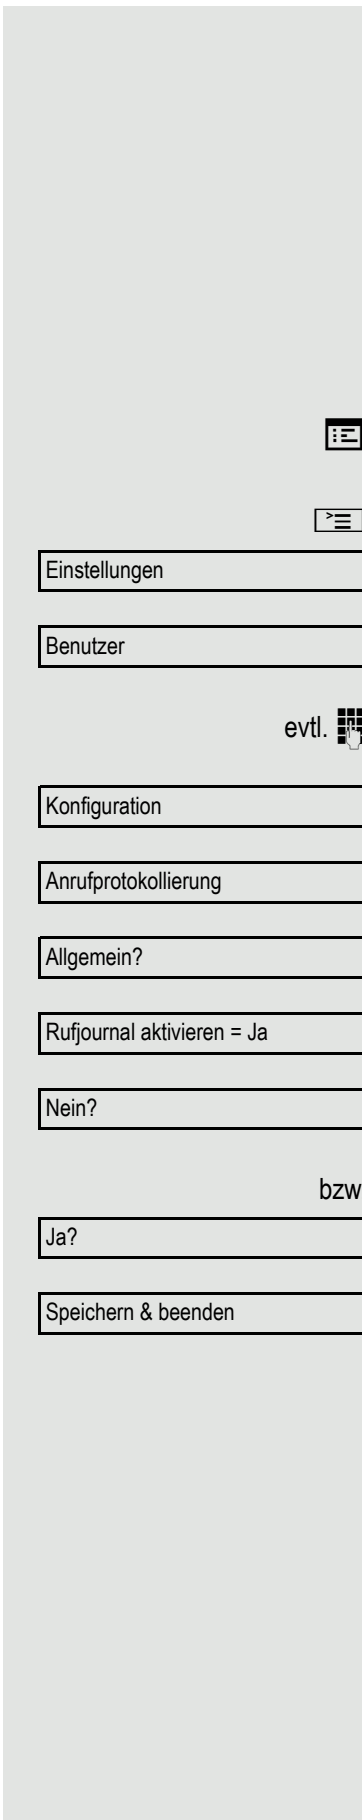 Einstellungen
Benutzer
evtl.
Konfiguration
Anrufprotokollierung
Allgemein?
Rufjournal aktivieren = Ja
Nein?
bzw
Ja?
Speichern & beenden